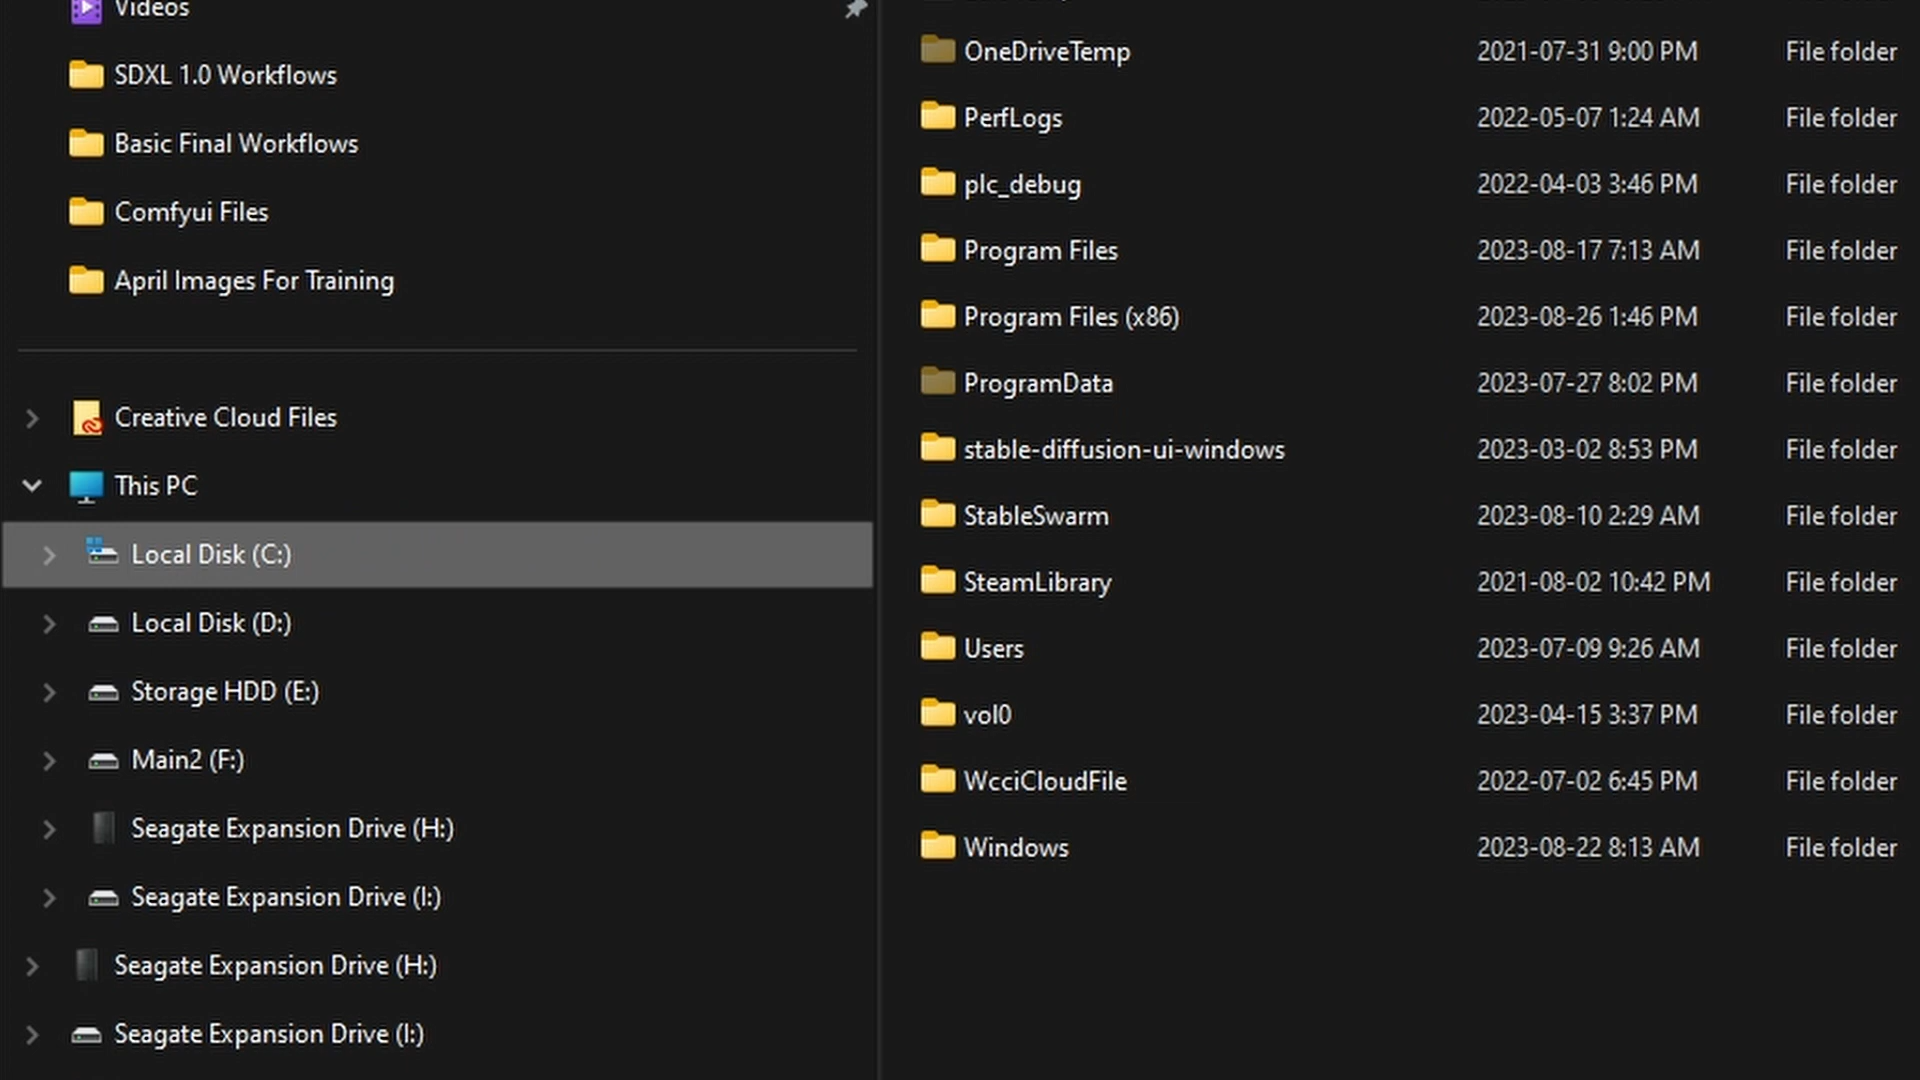 Videos
SDXL 1.0 Workflows
Basic Final Workflows
Comfyui Files
April Images For Training
Creative Cloud Files
This PC
Local Disk (C:)
Local Disk (D:)
Storage HDD (E:)
Main2 (F:)
Seagate Expansion Drive (H:)
Seagate Expansion Drive (I:)
Seagate Expansion Drive (H:)
Seagate Expansion Drive (I:)
OneDriveTemp 2021-07-31 9:00 PM File folder
PerfLogs 2022-05-07 1:24 AM File folder
plc_debug 2022-04-03 3:46 PM File folder
Program Files 2023-08-17 7:13 AM File folder
Program Files (x86) 2023-08-26 1:46 PM File folder
ProgramData 2023-07-27 8:02 PM File folder
stable-diffusion-ui-windows 2023-03-02 8:53 PM File folder
StableSwarm 2023-08-10 2:29 AM File folder
SteamLibrary 2021-08-02 10:42 PM File folder
Users 2023-07-09 9:26 AM File folder
vol0 2023-04-15 3:37 PM File folder
WcciCloudFile 2022-07-02 6:45 PM File folder
Windows 2023-08-22 8:13 AM File folder